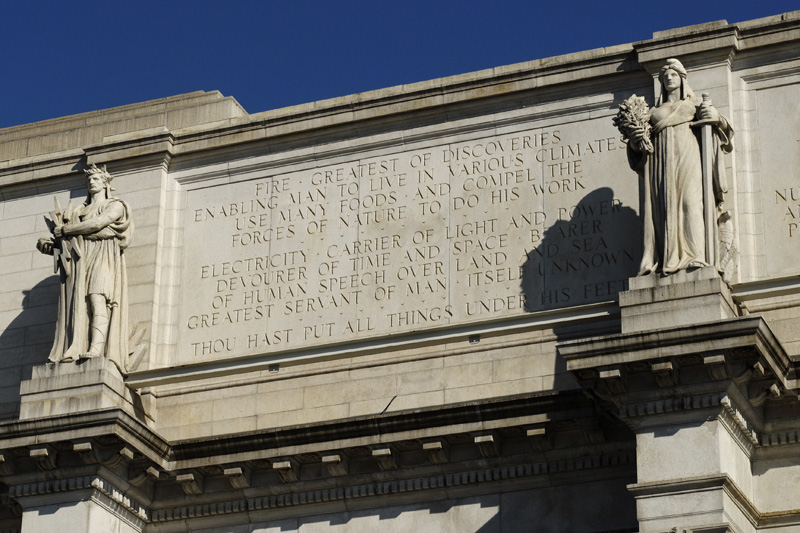 FIRE · GREATEST OF DISCOVERIES
ENABLING MAN TO LIVE IN VARIOUS CLIMATES
USE MANY FOODS · AND COMPEL THE
FORCES OF NATURE TO DO HIS WORK
ELECTRICITY · CARRIER OF LIGHT AND POWER
DEVOURER OF TIME AND SPACE · BEARER
OF HUMAN SPEECH OVER LAND AND SEA
GREATEST SERVANT OF MAN · ITSELF UNKNOWN
THOU HAST PUT ALL THINGS UNDER HIS FEET